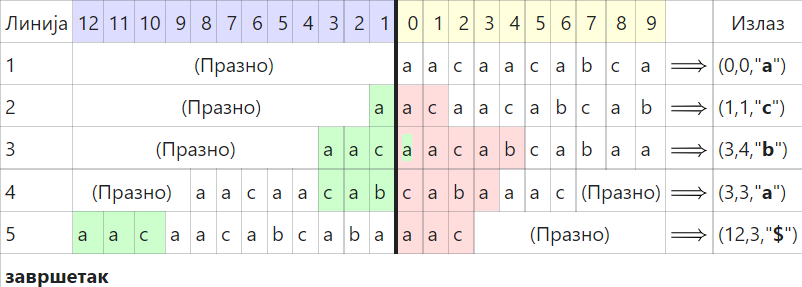 Линија 12 11 10 9 8 7 6 5 4 3 2 1 0 1 2 3 4 5 6 7 8 9 Излаз
1 (Празно) a a c a a c a b c a ⟹ (0,0,"a")
2 (Празно) a a c a a c a b c a b ⟹ (1,1,"c")
3 (Празно) a a c a a c a b c a b a a ⟹ (3,4,"b")
4 (Празно) a a c a a c a b c a b a a a c (Празно) ⟹ (3,3,"a")
5 a a c a a c a b c a b a a a c (Празно) ⟹ (12,3,"$")
завршетак